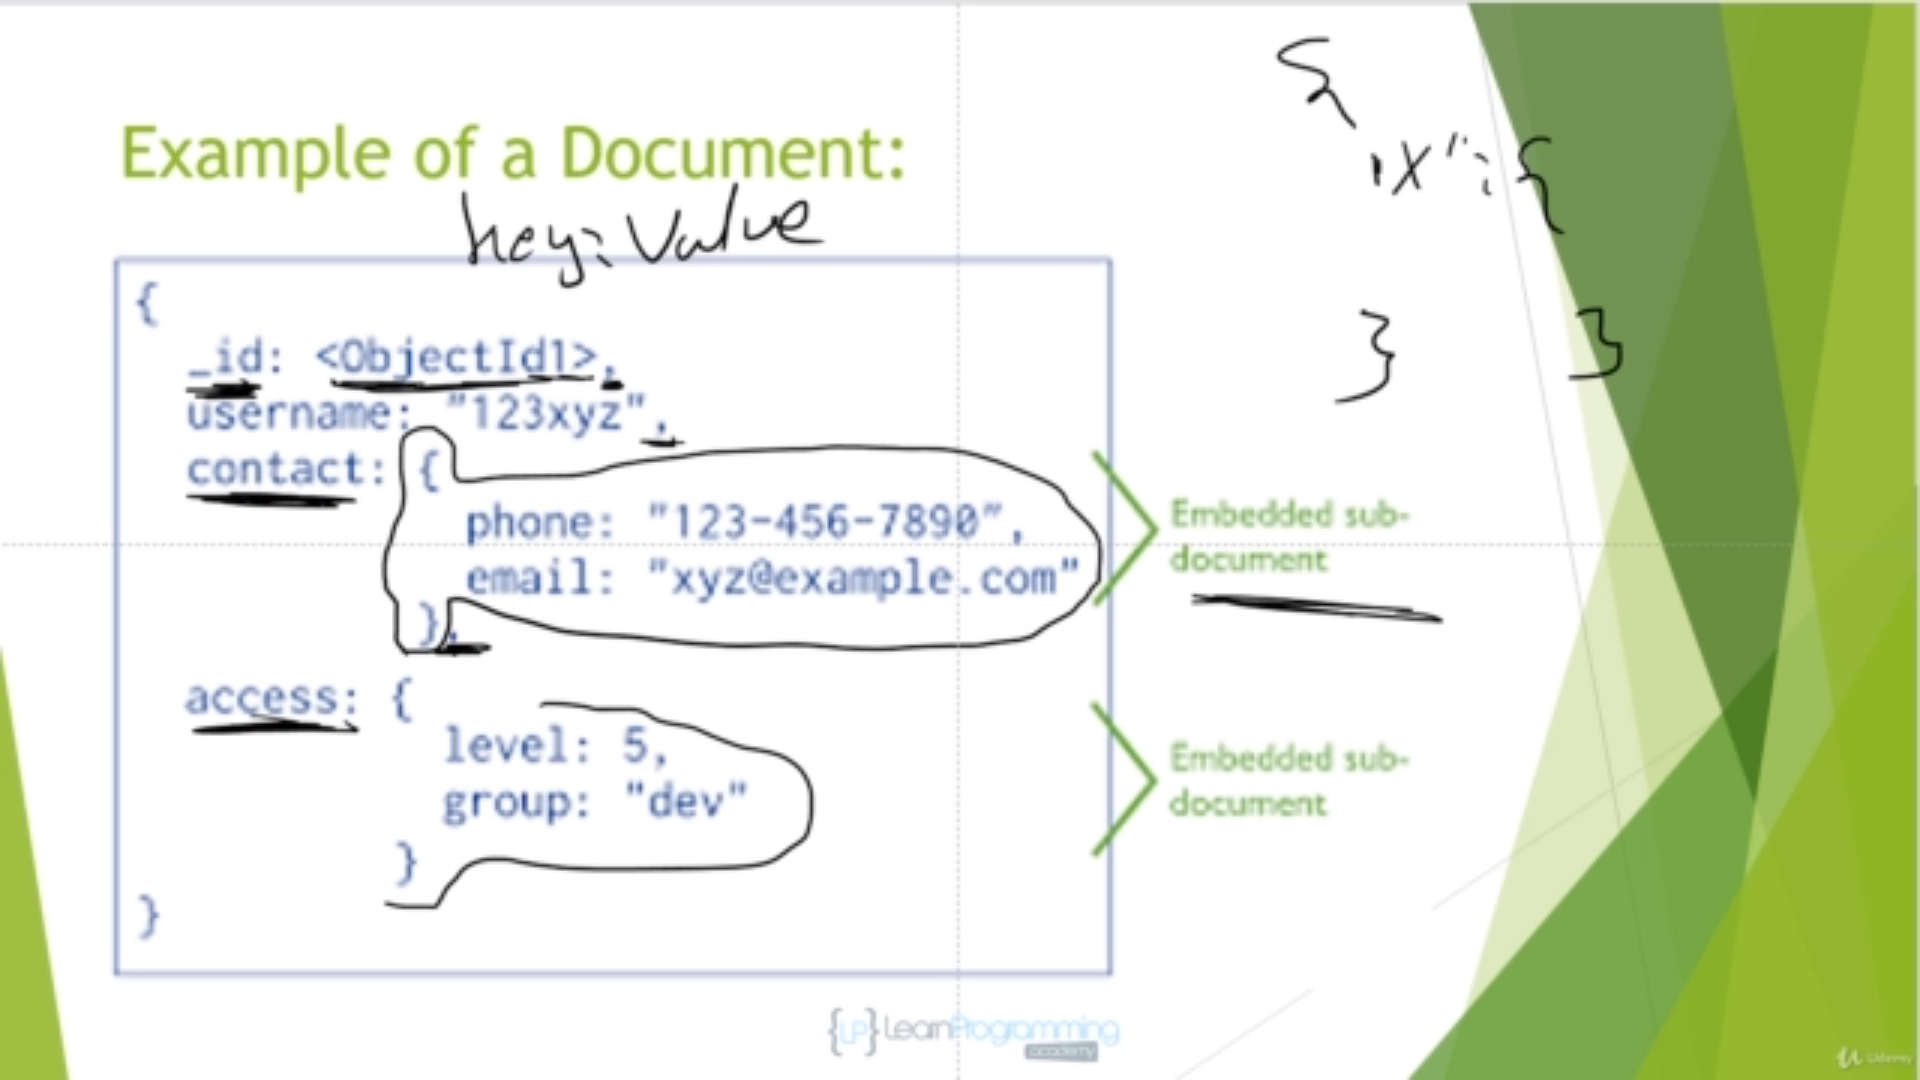 Example of a Document:
key: Value
{
"x": {
}
}
{
_id: <ObjectId1>,
username: "123xyz",
contact: {
phone: "123-456-7890",
email: "xyz@example.com"
},
Embedded sub-
document
access: {
level: 5,
group: "dev"
}
Embedded sub-
document
}
{LP} LearnProgramming
academy
Udemy